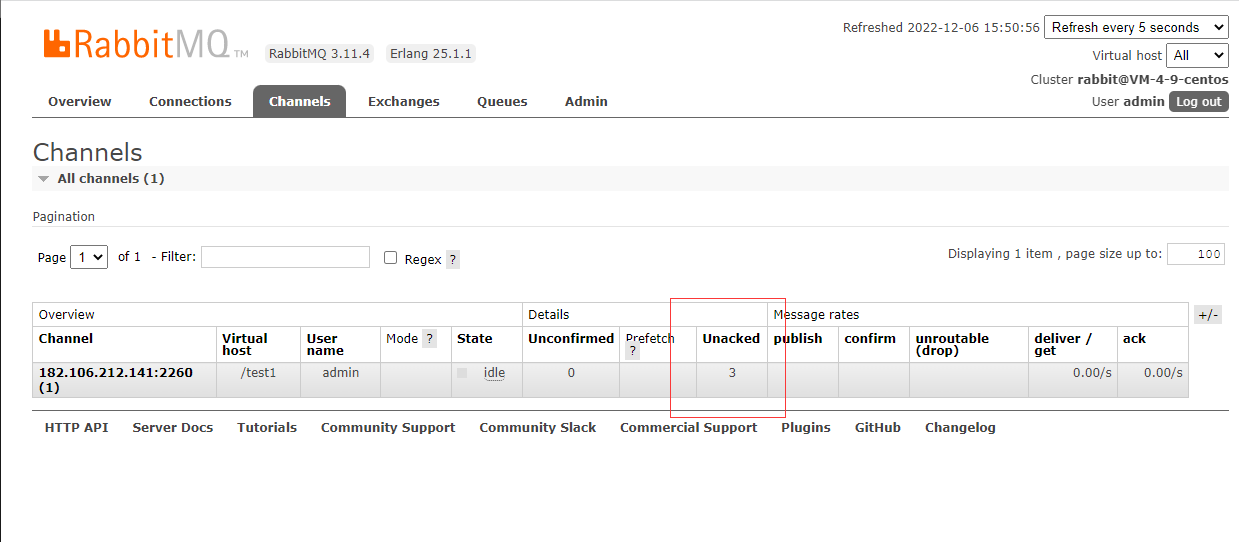 Refreshed 2022-12-06 15:50:56 Refresh every 5 seconds
RabbitMQ TM RabbitMQ 3.11.4 Erlang 25.1.1
Virtual host All
Cluster rabbit@VM-4-9-centos
User admin Log out
Overview Connections Channels Exchanges Queues Admin
Channels
All channels (1)
Pagination
Page 1 of 1 - Filter: Regex ? Displaying 1 item , page size up to: 100
Overview Details Message rates +/-
Channel Virtual host User name Mode ? State Unconfirmed Prefetch ? Unacked publish confirm unroutable (drop) deliver / get ack
182.106.212.141:2260 (1) /test1 admin idle 0 3 0.00/s 0.00/s
HTTP API Server Docs Tutorials Community Support Community Slack Commercial Support Plugins GitHub Changelog